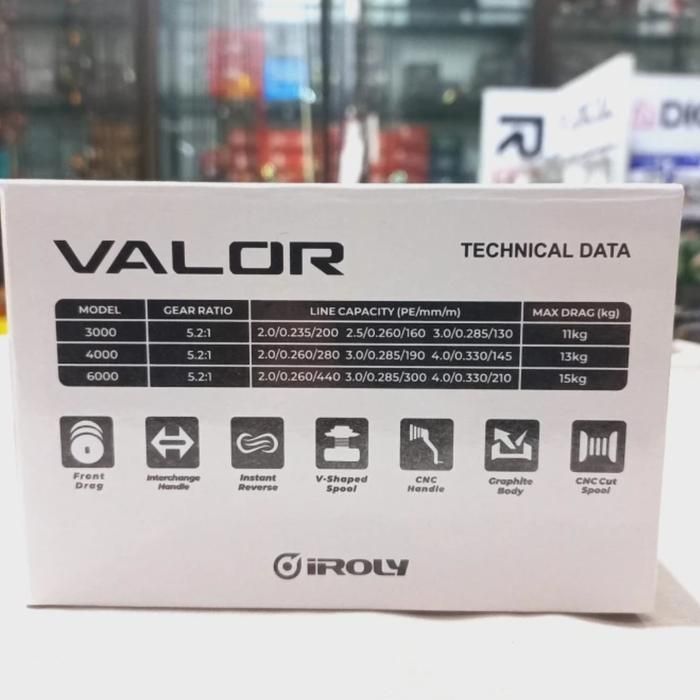 VALOR
TECHNICAL DATA
MODEL GEAR RATIO LINE CAPACITY (PE/mm/m) MAX DRAG (kg)
3000 5.2:1 2.0/0.235/200 2.5/0.260/160 3.0/0.285/130 11kg
4000 5.2:1 2.0/0.260/280 3.0/0.285/190 4.0/0.330/145 13kg
6000 5.2:1 2.0/0.260/440 3.0/0.285/300 4.0/0.330/210 15kg
Front
Drag
Interchange
Handle
Instant
Reverse
V-Shaped
Spool
CNC
Handle
Graphite
Body
CNC Cut
Spool
iROLY